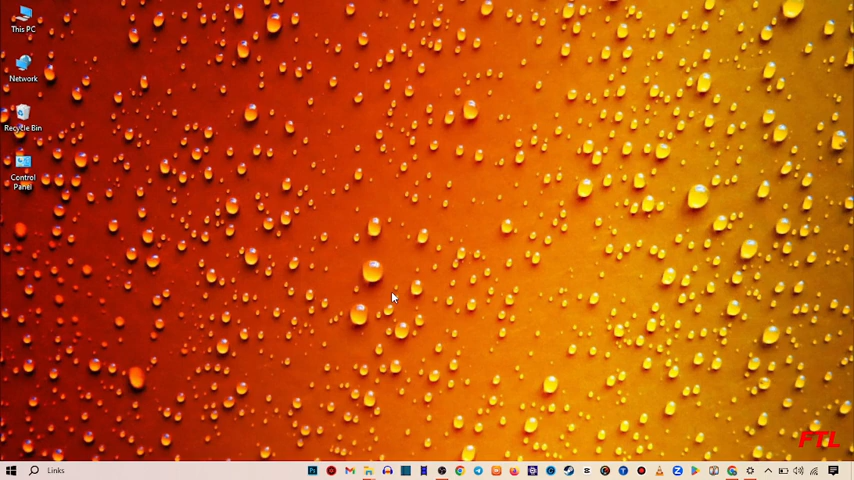 This PC
Network
Recycle Bin
Control
Panel
FTL
Links